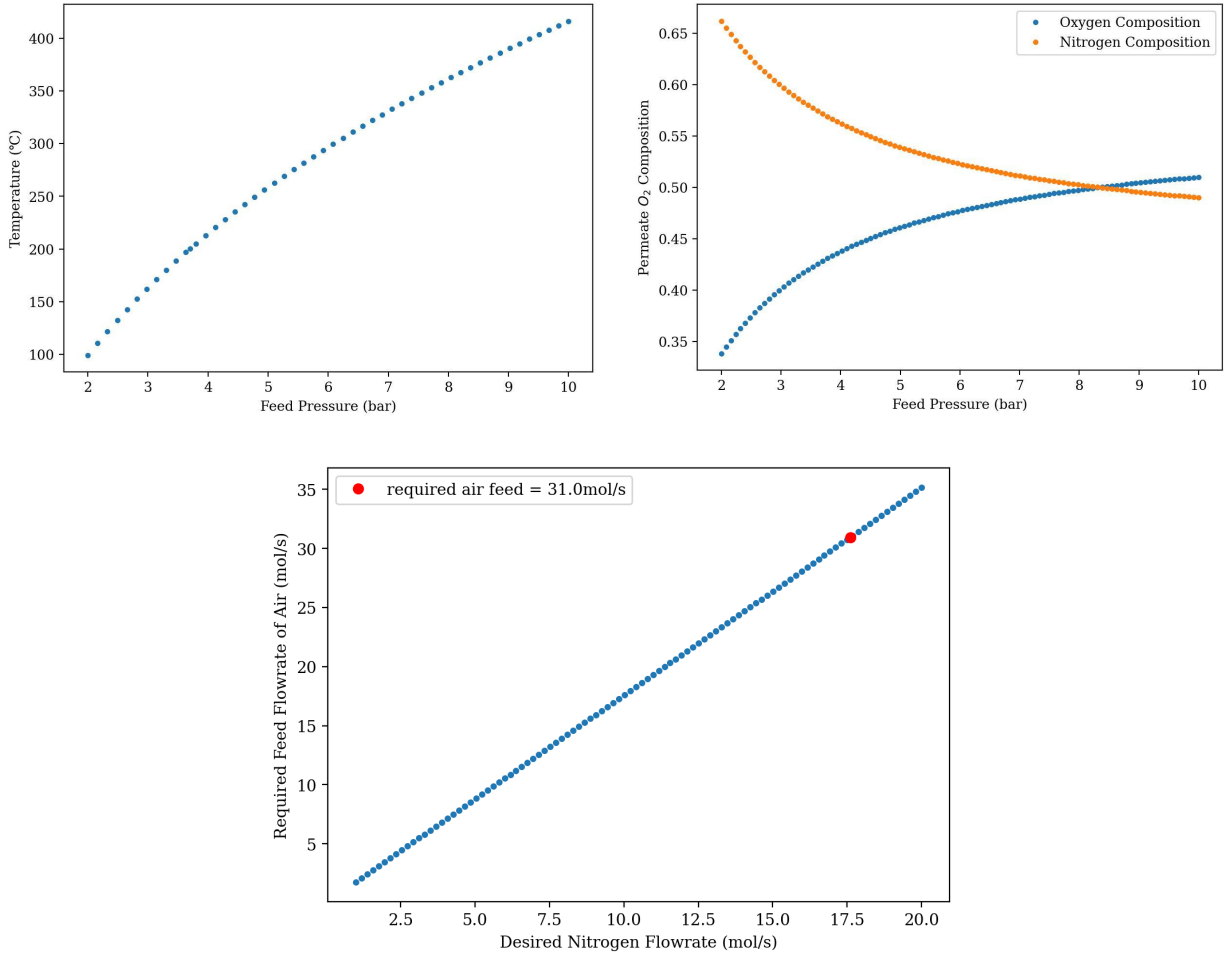 400
350
300
250
200
150
100
Temperature (℃)
2 3 4 5 6 7 8 9 10
Feed Pressure (bar)
Oxygen Composition
Nitrogen Composition
0.65
0.60
0.55
0.50
0.45
0.40
0.35
Permeate O₂ Composition
2 3 4 5 6 7 8 9 10
Feed Pressure (bar)
required air feed = 31.0mol/s
35
30
25
20
15
10
5
Required Feed Flowrate of Air (mol/s)
2.5 5.0 7.5 10.0 12.5 15.0 17.5 20.0
Desired Nitrogen Flowrate (mol/s)